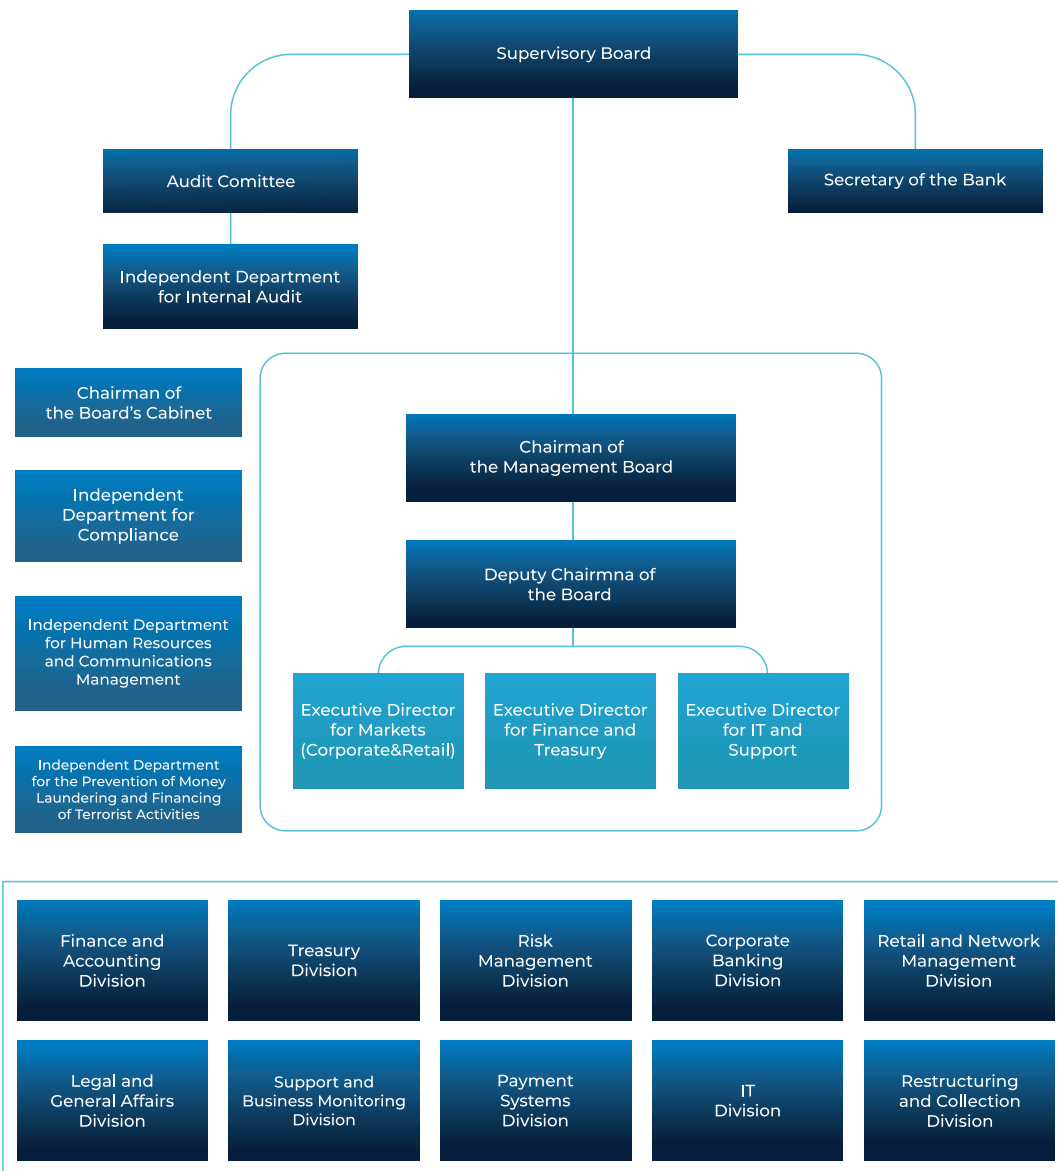 Supervisory Board
Audit Comittee
Secretary of the Bank
Independent Department
for Internal Audit
Chairman of
the Board's Cabinet
Independent
Department for
Compliance
Independent Department
for Human Resources
and Communications
Management
Independent Department
for the Prevention of Money
Laundering and Financing
of Terrorist Activities
Chairman of
the Management Board
Deputy Chairmna of
the Board
Executive Director
for Markets
(Corporate&Retail)
Executive Director
for Finance and
Treasury
Executive Director
for IT and
Support
Finance and
Accounting
Division
Treasury
Division
Risk
Management
Division
Corporate
Banking
Division
Retail and Network
Management
Division
Legal and
General Affairs
Division
Support and
Business Monitoring
Division
Payment
Systems
Division
IT
Division
Restructuring
and Collection
Division